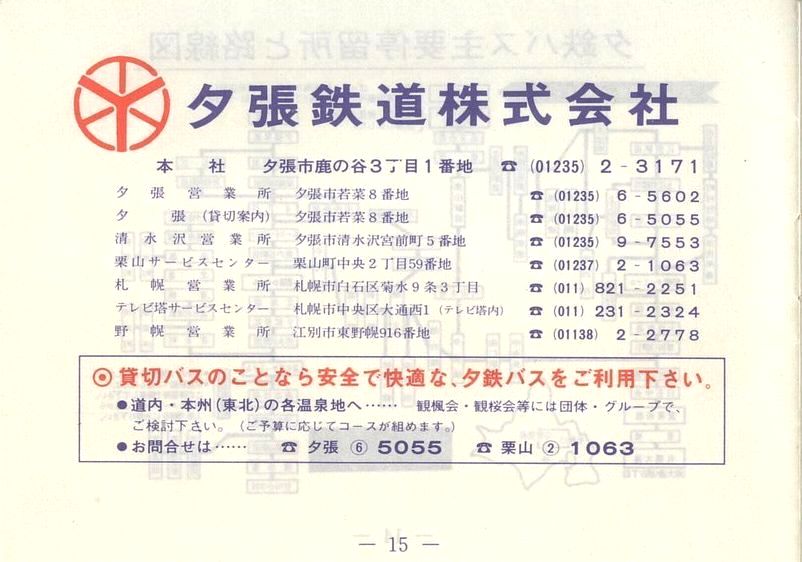 夕張鉄道株式会社
本社 夕張市鹿の谷3丁目1番地 ☎ (01235) 2-3171
夕張営業所 夕張市若菜8番地 ☎ (01235) 6-5602
夕張(貸切案内) 夕張市若菜8番地 ☎ (01235) 6-5055
清水沢営業所 夕張市清水沢宮前町5番地 ☎ (01235) 9-7553
栗山サービスセンター 栗山町中央2丁目59番地 ☎ (01237) 2-1063
札幌営業所 札幌市白石区菊水9条3丁目 ☎ (011) 821-2251
テレビ塔サービスセンター 札幌市中央区大通西1(テレビ塔内) ☎ (011) 231-2324
野幌営業所 江別市東野幌916番地 ☎ (01138) 2-2778
◉貸切バスのことなら安全で快適な、夕鉄バスをご利用下さい。
●道内・本州(東北)の各温泉地へ…… 観楓会・観桜会等には団体・グループで、
ご検討下さい。(ご予算に応じてコースが組めます。)
●お問合せは…… ☎ 夕張 ⑥ 5055 ☎ 栗山 ② 1063
— 15 —